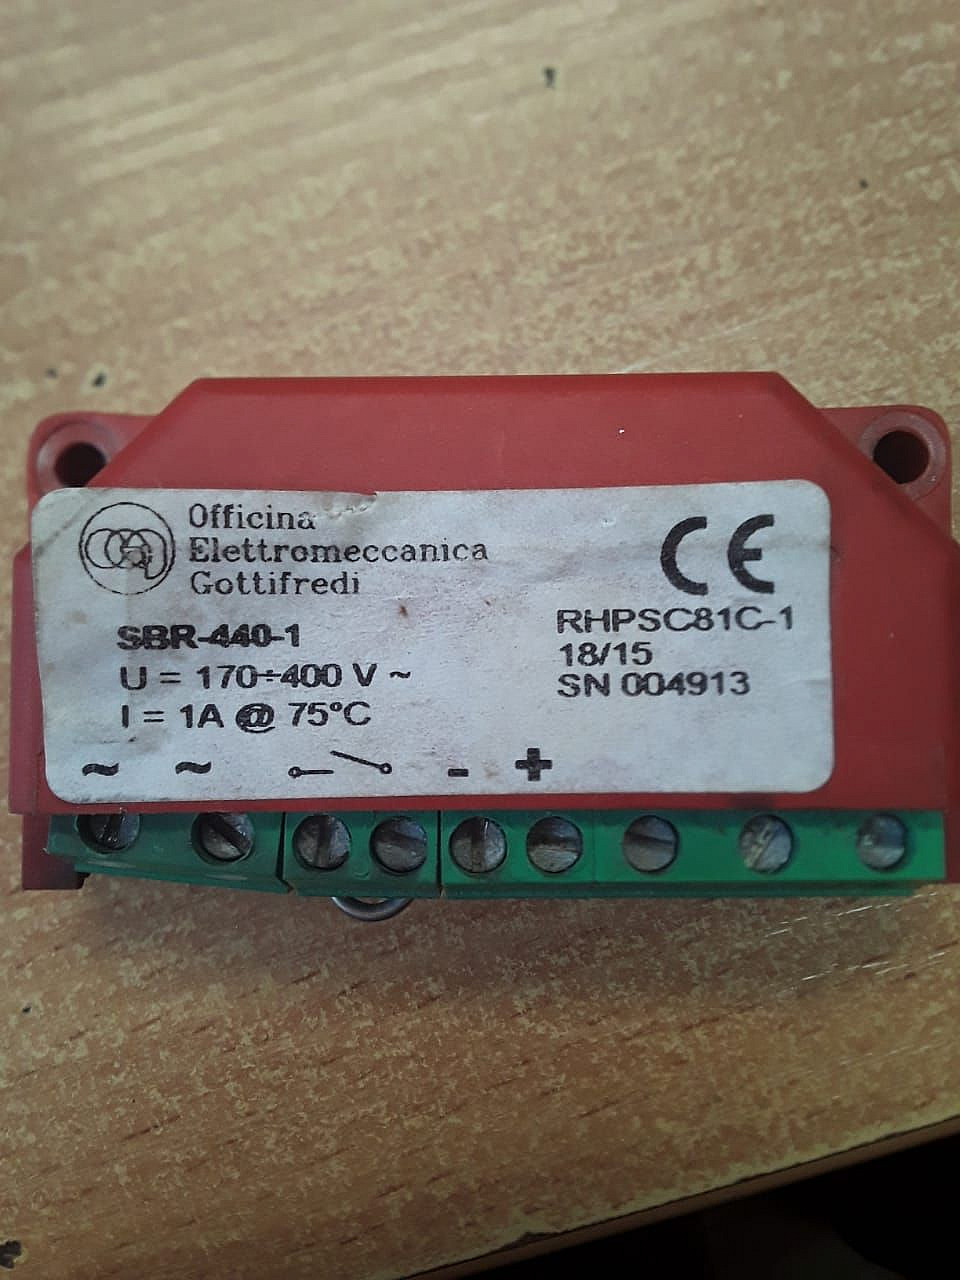 Officina
Elettromeccanica
Gottifredi
SBR-440-1
U = 170÷400 V ~
I = 1A @ 75°C
CE
RHPSC81C-1
18/15
SN 004913
~ ~ - +